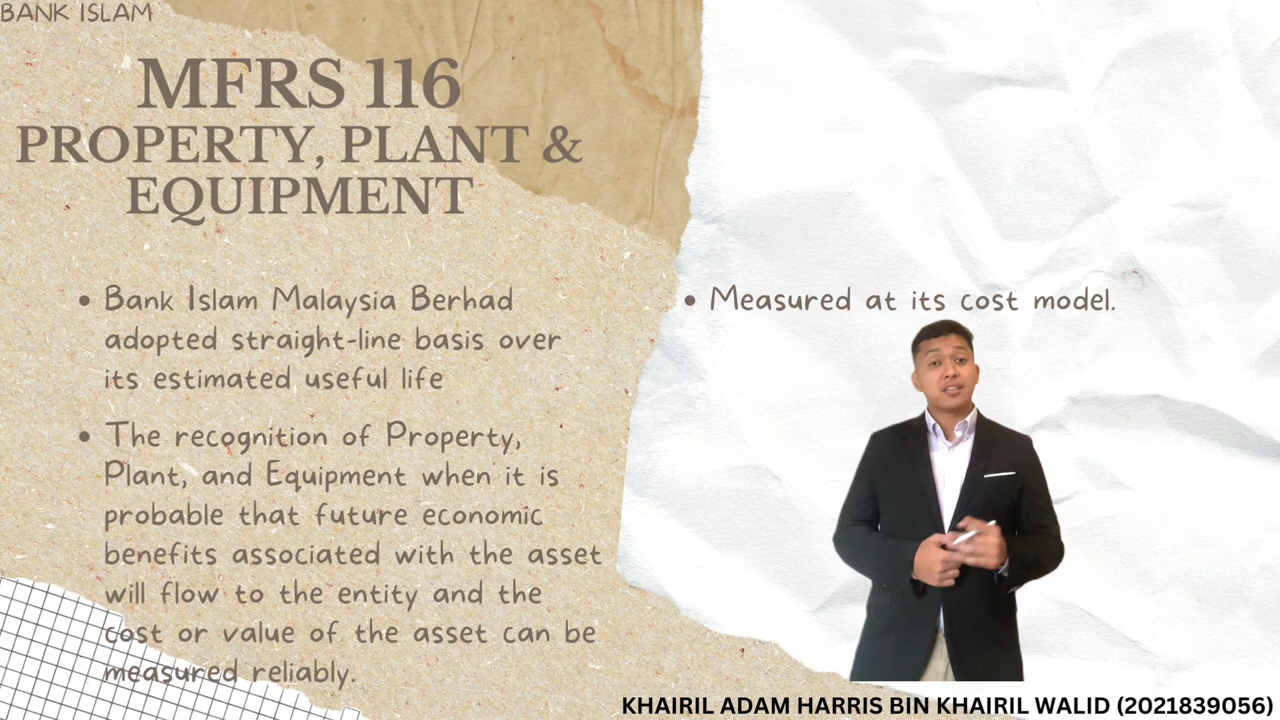 BANK ISLAM
MFRS 116
PROPERTY, PLANT &
EQUIPMENT
• Bank Islam Malaysia Berhad
adopted straight-line basis over
its estimated useful life
• The recognition of Property,
Plant, and Equipment when it is
probable that future economic
benefits associated with the asset
will flow to the entity and the
cost or value of the asset can be
measured reliably.
• Measured at its cost model.
KHAIRIL ADAM HARRIS BIN KHAIRIL WALID (2021839056)